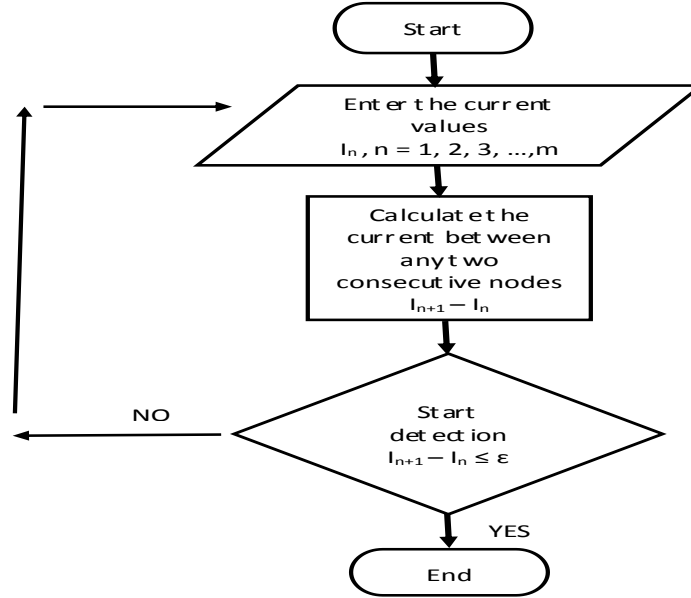 Start
Enter the current
values
Iₙ, n = 1, 2, 3, ...,m
Calculate the
current between
any two
consecutive nodes
Iₙ₊₁ – Iₙ
Start
detection
Iₙ₊₁ – Iₙ ≤ ε
NO
YES
End